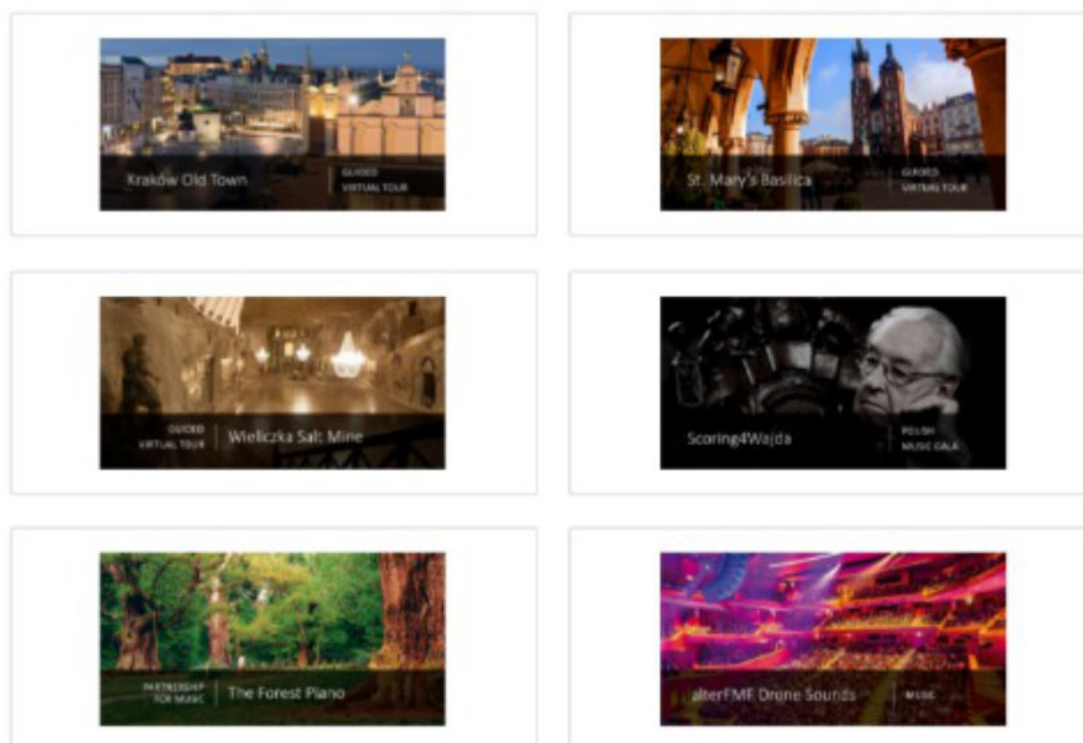 Kraków Old Town
GUIDED
VIRTUAL TOUR
St. Mary's Basilica
GUIDED
VIRTUAL TOUR
GUIDED
VIRTUAL TOUR
Wieliczka Salt Mine
Scoring4Wajda
POLISH
MUSIC GALA
PARTNERSHIP
FOR MUSIC
The Forest Piano
alterFMF Drone Sounds
MUSIC